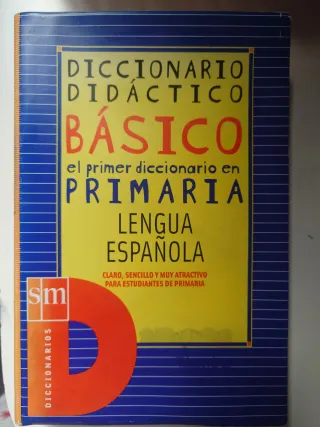 DICCIONARIO
DIDÁCTICO
BÁSICO
el primer diccionario en
PRIMARIA
LENGUA
ESPAÑOLA
CLARO, SENCILLO Y MUY ATRACTIVO
PARA ESTUDIANTES DE PRIMARIA
sm
D
DICCIONARIOS